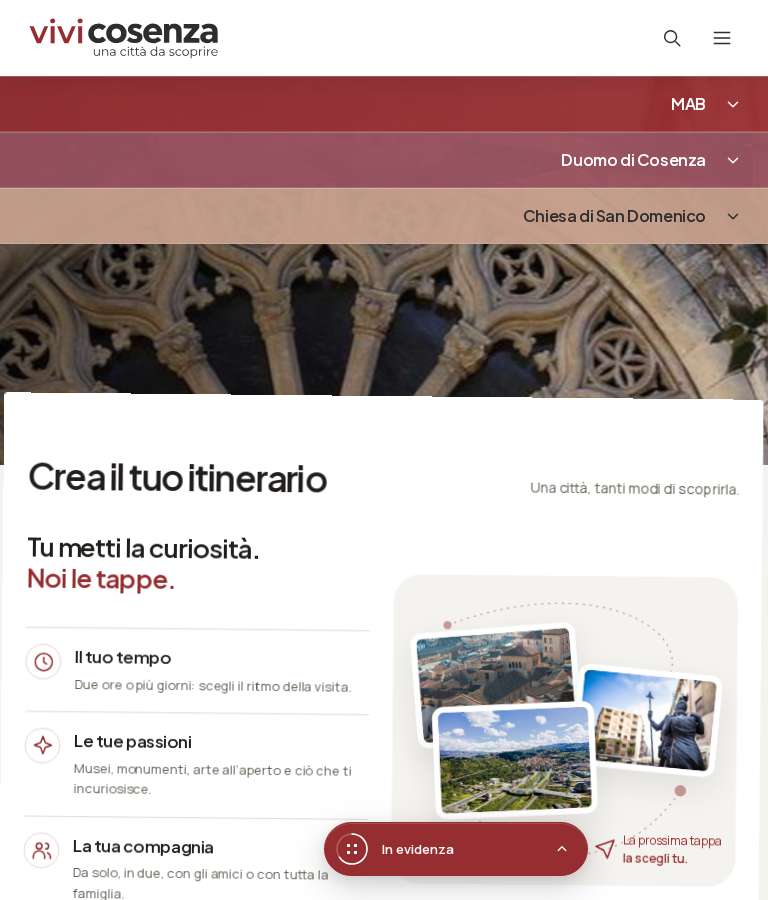 vivicosenza
una città da scoprire
MAB
Duomo di Cosenza
Chiesa di San Domenico
Crea il tuo itinerario
Una città, tanti modi di scoprirla.
Tu metti la curiosità.
Noi le tappe.
Il tuo tempo
Due ore o più giorni: scegli il ritmo della visita.
Le tue passioni
Musei, monumenti, arte all'aperto e ciò che ti
incuriosisce.
La tua compagnia
Da solo, in due, con gli amici o con tutta la
famiglia.
In evidenza
La prossima tappa
la scegli tu.